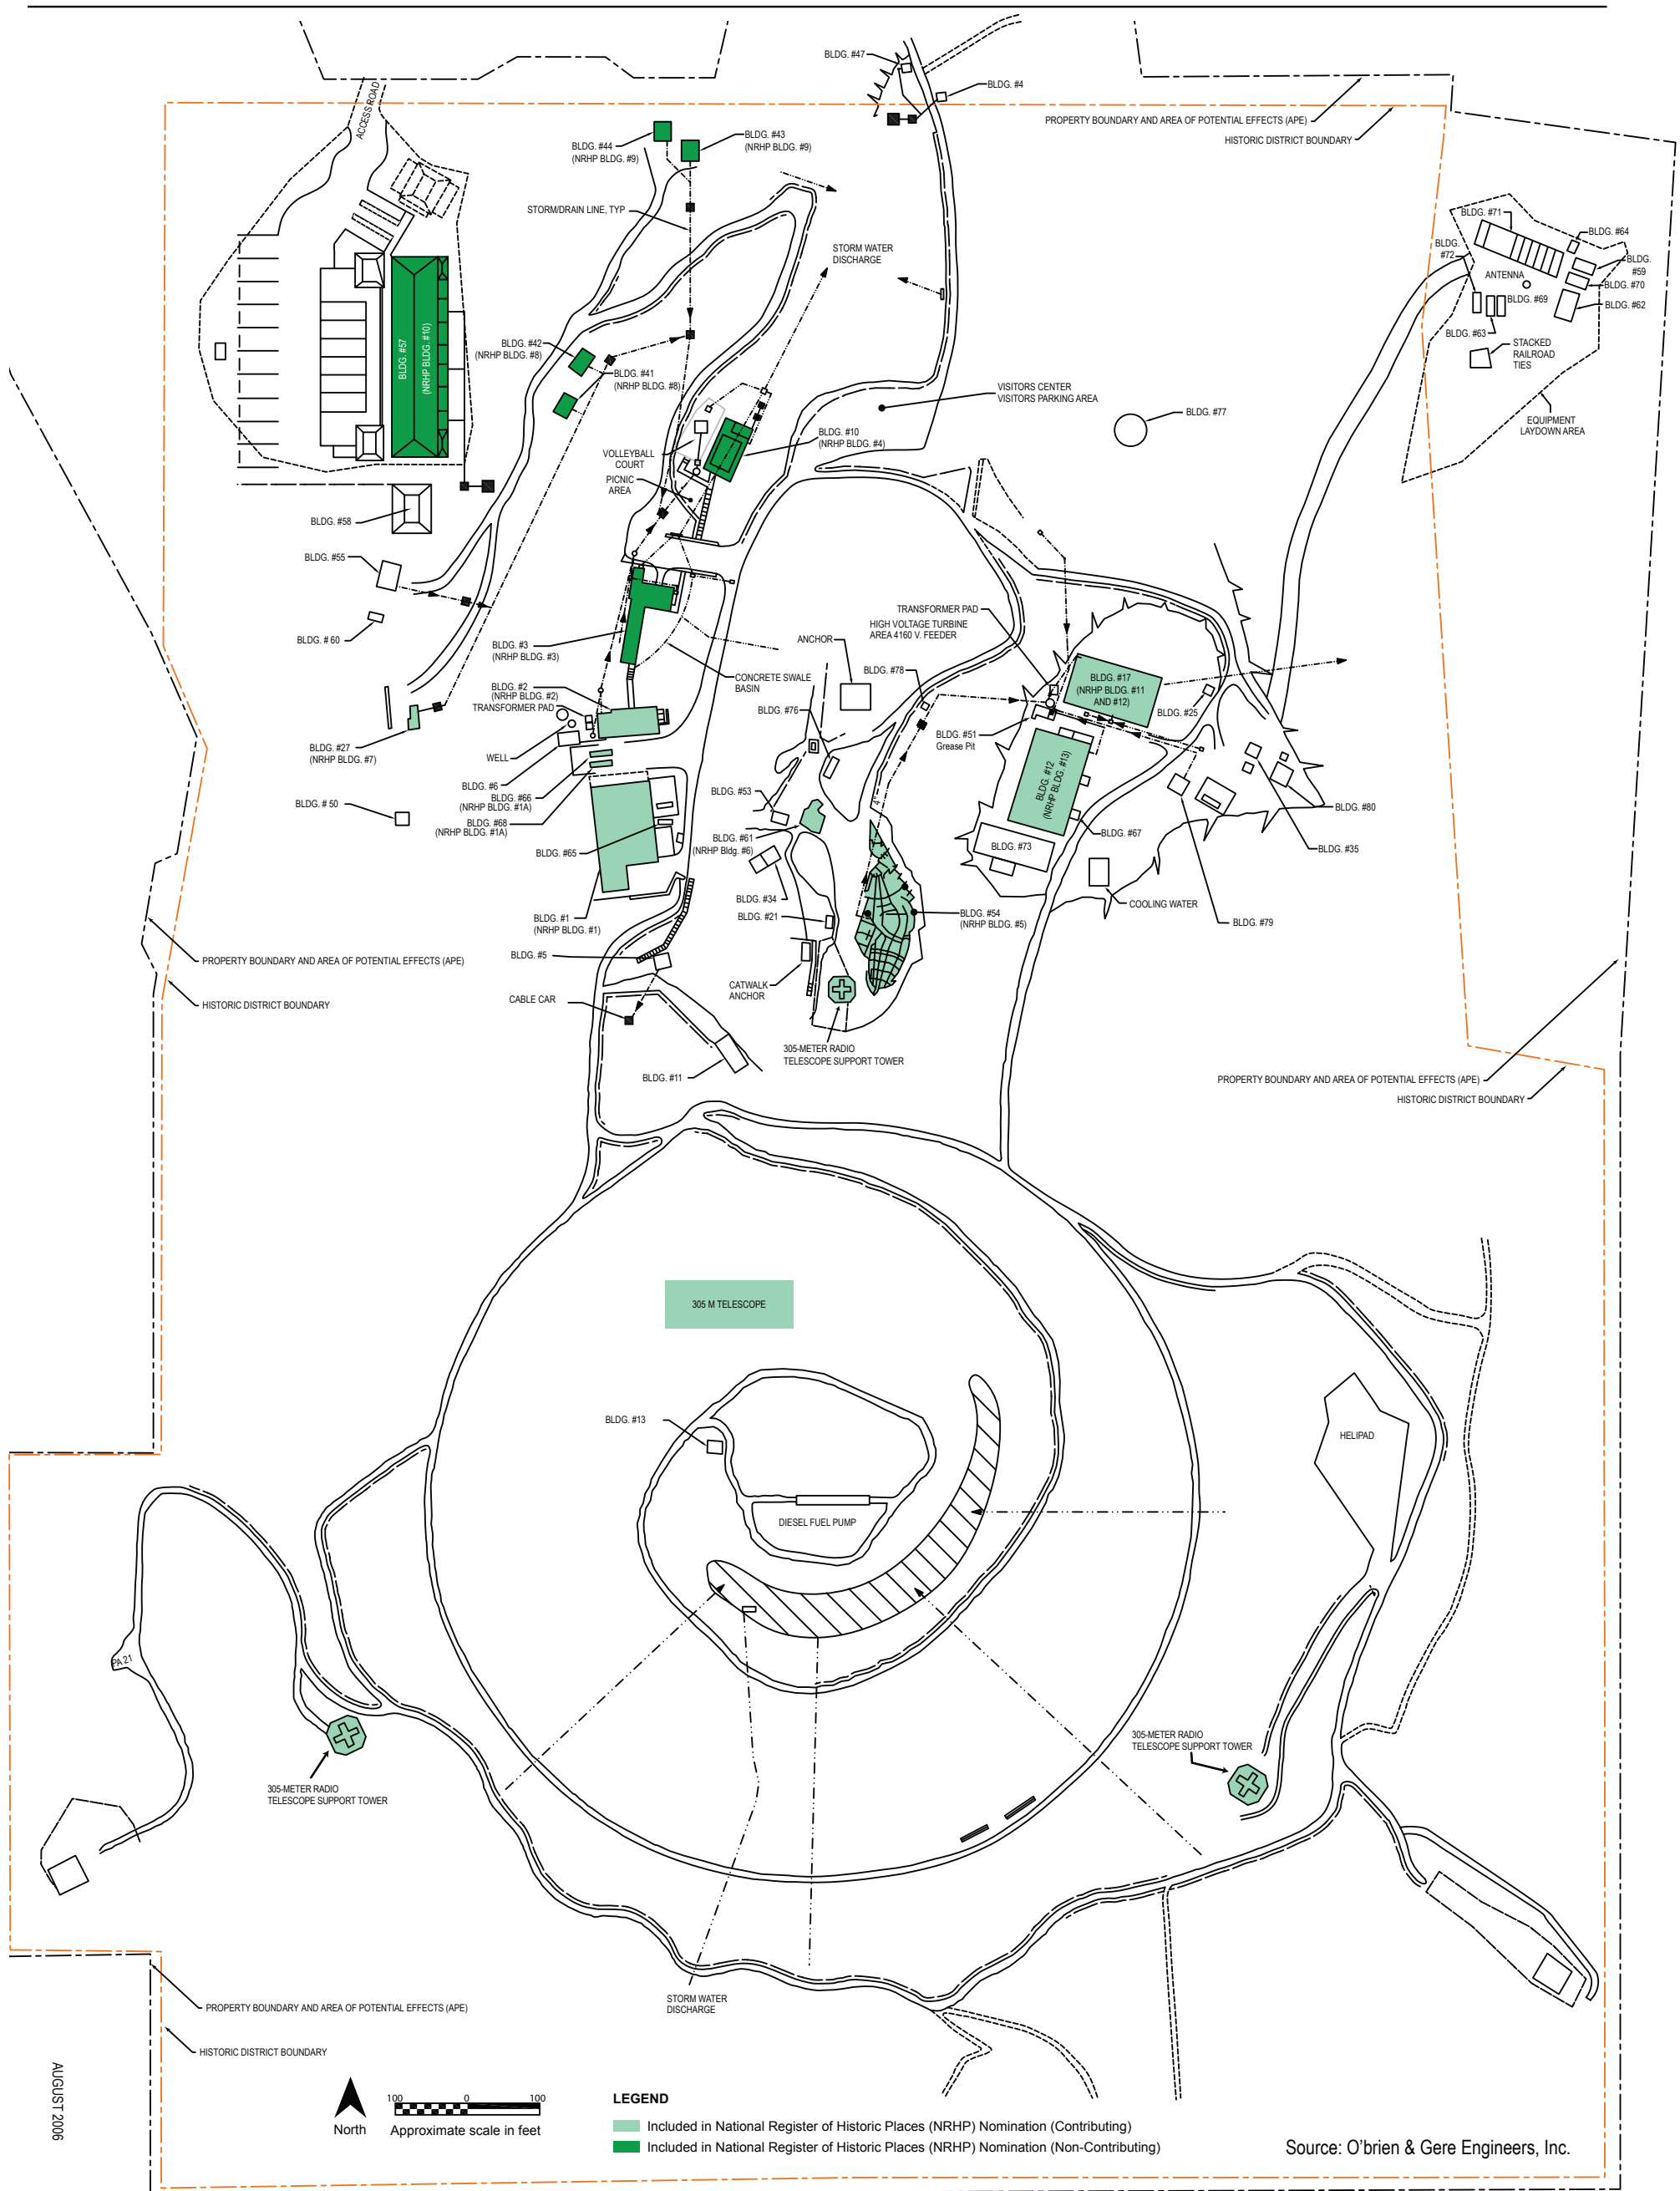 BLDG. #47
BLDG. #4
PROPERTY BOUNDARY AND AREA OF POTENTIAL EFFECTS (APE)
HISTORIC DISTRICT BOUNDARY
ACCESS ROAD
BLDG. #44
(NRHP BLDG. #9)
BLDG. #43
(NRHP BLDG. #9)
STORM/DRAIN LINE, TYP
STORM WATER
DISCHARGE
BLDG. #71
BLDG. #64
BLDG.
#72
BLDG.
#59
ANTENNA
BLDG. #70
BLDG. #69
BLDG. #62
BLDG. #63
STACKED
RAILROAD
TIES
EQUIPMENT
LAYDOWN AREA
BLDG. #57
(NRHP BLDG. #10)
BLDG. #42
(NRHP BLDG. #8)
BLDG. #41
(NRHP BLDG. #8)
VISITORS CENTER
VISITORS PARKING AREA
BLDG. #77
BLDG. #10
(NRHP BLDG. #4)
VOLLEYBALL
COURT
PICNIC
AREA
BLDG. #58
BLDG. #55
BLDG. # 60
BLDG. #3
(NRHP BLDG. #3)
TRANSFORMER PAD
HIGH VOLTAGE TURBINE
AREA 4160 V. FEEDER
ANCHOR
BLDG. #78
CONCRETE SWALE
BASIN
BLDG. #17
(NRHP BLDG. #11
AND #12)
BLDG. #25
BLDG. #2
(NRHP BLDG. #2)
TRANSFORMER PAD
BLDG. #76
BLDG. #51
Grease Pit
BLDG. #27
(NRHP BLDG. #7)
WELL
BLDG. #6
BLDG. #66
(NRHP BLDG. #1A)
BLDG. #68
(NRHP BLDG. #1A)
BLDG. # 50
BLDG. #53
4"
BLDG. #12
(NRHP BLDG. #13)
BLDG. #80
BLDG. #67
BLDG. #61
(NRHP Bldg. #6)
BLDG. #65
BLDG. #73
BLDG. #35
BLDG. #34
COOLING WATER
BLDG. #1
(NRHP BLDG. #1)
BLDG. #21
BLDG. #54
(NRHP BLDG. #5)
BLDG. #79
BLDG. #5
PROPERTY BOUNDARY AND AREA OF POTENTIAL EFFECTS (APE)
CATWALK
ANCHOR
CABLE CAR
HISTORIC DISTRICT BOUNDARY
305-METER RADIO
TELESCOPE SUPPORT TOWER
BLDG. #11
PROPERTY BOUNDARY AND AREA OF POTENTIAL EFFECTS (APE)
HISTORIC DISTRICT BOUNDARY
305 M TELESCOPE
BLDG. #13
HELIPAD
DIESEL FUEL PUMP
PA 21
305-METER RADIO
TELESCOPE SUPPORT TOWER
305-METER RADIO
TELESCOPE SUPPORT TOWER
STORM WATER
DISCHARGE
PROPERTY BOUNDARY AND AREA OF POTENTIAL EFFECTS (APE)
HISTORIC DISTRICT BOUNDARY
AUGUST 2006
North
100 0 100
Approximate scale in feet
LEGEND
Included in National Register of Historic Places (NRHP) Nomination (Contributing)
Included in National Register of Historic Places (NRHP) Nomination (Non-Contributing)
Source: O'brien & Gere Engineers, Inc.